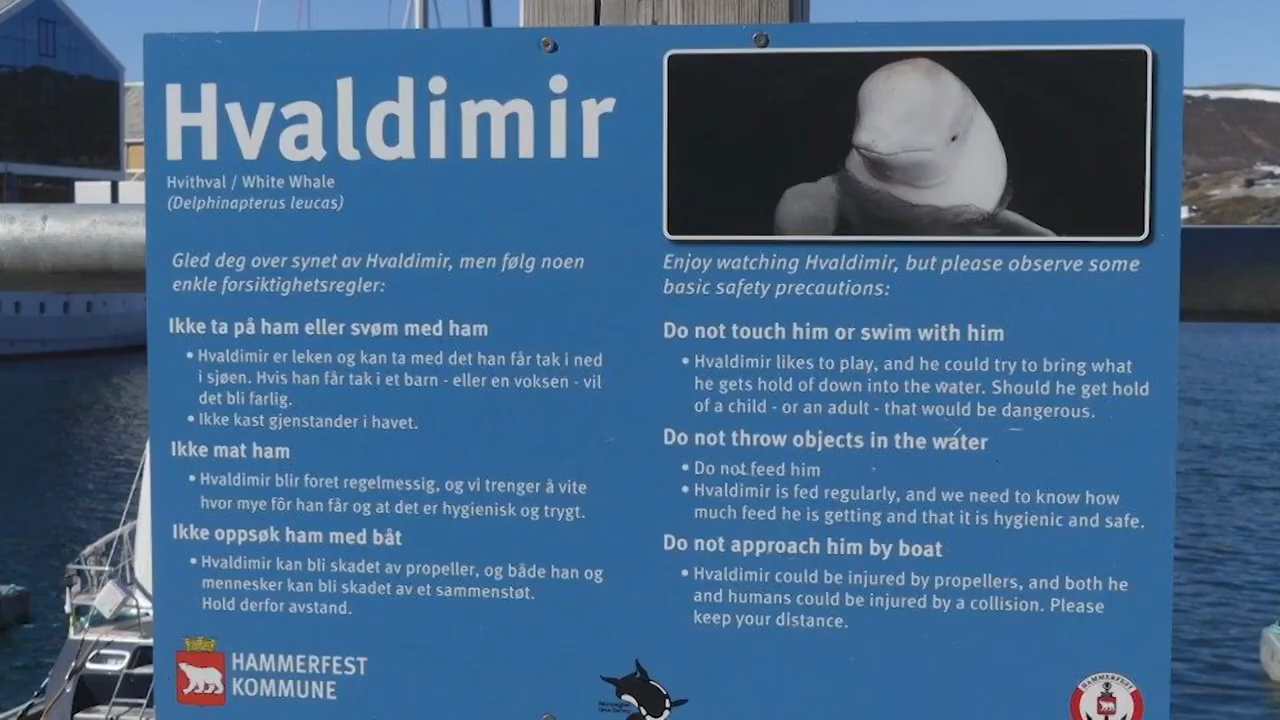 Hvaldimir
Hvithval / White Whale
(Delphinapterus leucas)
Gled deg over synet av Hvaldimir, men følg noen
enkle forsiktighetsregler:
Ikke ta på ham eller svøm med ham
• Hvaldimir er leken og kan ta med det han får tak i ned
i sjøen. Hvis han får tak i et barn - eller en voksen - vil
det bli farlig.
• Ikke kast gjenstander i havet.
Ikke mat ham
• Hvaldimir blir foret regelmessig, og vi trenger å vite
hvor mye fôr han får og at det er hygienisk og trygt.
Ikke oppsøk ham med båt
• Hvaldimir kan bli skadet av propeller, og både han og
mennesker kan bli skadet av et sammenstøt.
Hold derfor avstand.
HAMMERFEST
KOMMUNE
Enjoy watching Hvaldimir, but please observe some
basic safety precautions:
Do not touch him or swim with him
• Hvaldimir likes to play, and he could try to bring what
he gets hold of down into the water. Should he get hold
of a child - or an adult - that would be dangerous.
Do not throw objects in the water
• Do not feed him
• Hvaldimir is fed regularly, and we need to know how
much feed he is getting and that it is hygienic and safe.
Do not approach him by boat
• Hvaldimir could be injured by propellers, and both he
and humans could be injured by a collision. Please
keep your distance.
Norwegian
Orca Survey
HAMMERFEST